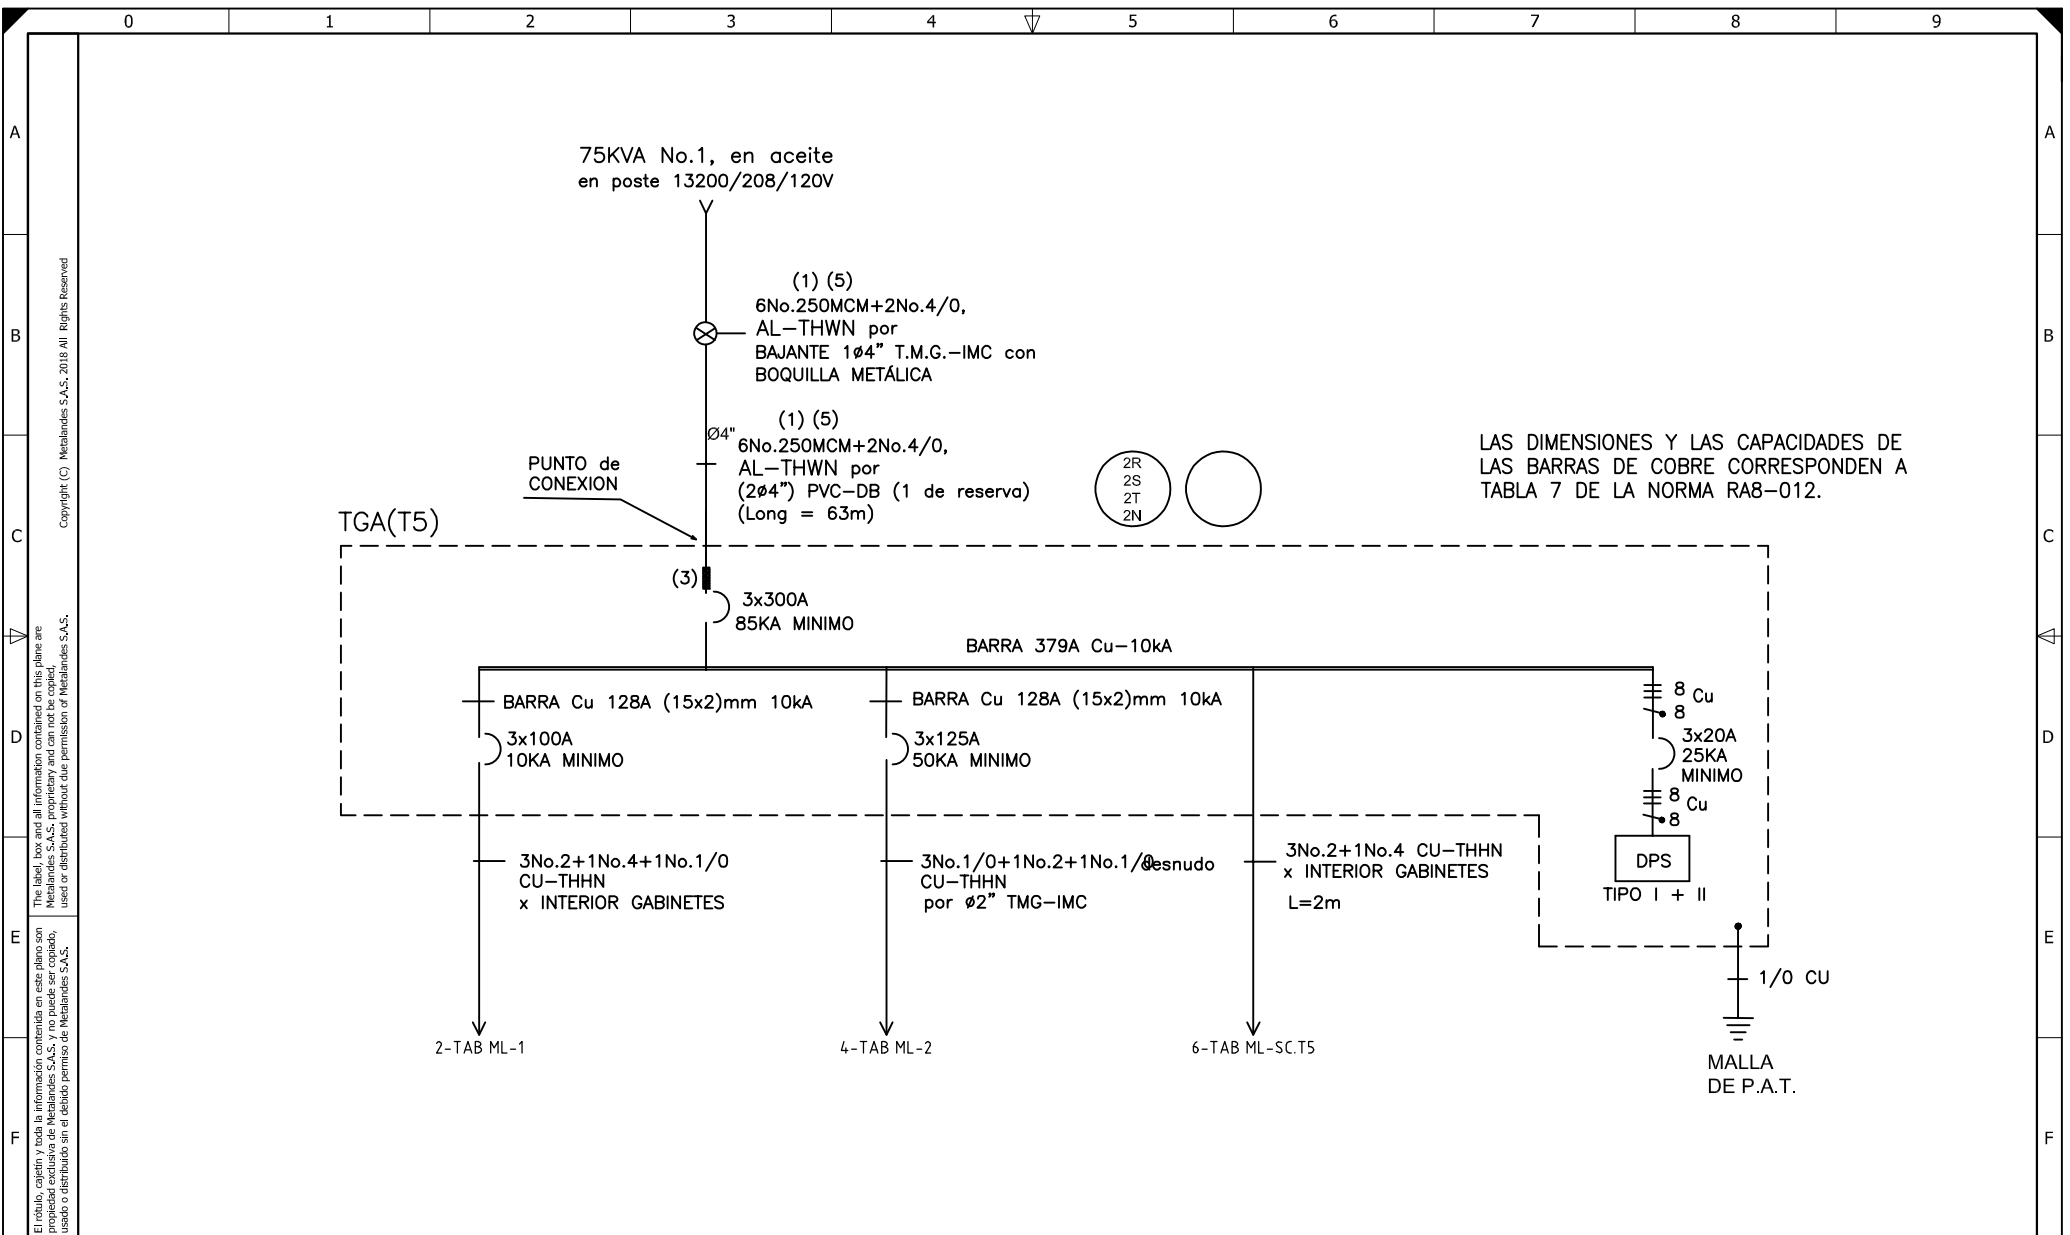 0 1 2 3 4 5 6 7 8 9
A
B
C
D
E
F
A
B
C
D
E
F
Copyright (C) Metalandes S.A.S. 2018 All Rights Reserved
The label, box and all information contained on this plane are
Metalandes S.A.S. proprietary and can not be copied,
used or distributed without due permission of Metalandes S.A.S.
El rótulo, cajetín y toda la información contenida en este plano son
propiedad exclusiva de Metalandes S.A.S. y no puede ser copiado,
usado o distribuido sin el debido permiso de Metalandes S.A.S.
75KVA No.1, en aceite
en poste 13200/208/120V
(1) (5)
6No.250MCM+2No.4/0,
AL-THWN por
BAJANTE 1ø4" T.M.G.-IMC con
BOQUILLA METÁLICA
(1) (5)
Ø4"
6No.250MCM+2No.4/0,
AL-THWN por
(2ø4") PVC-DB (1 de reserva)
(Long = 63m)
PUNTO de
CONEXION
2R
2S
2T
2N
LAS DIMENSIONES Y LAS CAPACIDADES DE
LAS BARRAS DE COBRE CORRESPONDEN A
TABLA 7 DE LA NORMA RA8-012.
TGA(T5)
(3)
3x300A
85KA MINIMO
BARRA 379A Cu-10kA
BARRA Cu 128A (15x2)mm 10kA
3x100A
10KA MINIMO
BARRA Cu 128A (15x2)mm 10kA
3x125A
50KA MINIMO
8 Cu
8
3x20A
25KA
MINIMO
8 Cu
8
DPS
TIPO I + II
3No.2+1No.4+1No.1/0
CU-THHN
x INTERIOR GABINETES
3No.1/0+1No.2+1No.1/0 desnudo
CU-THHN
por ø2" TMG-IMC
3No.2+1No.4 CU-THHN
x INTERIOR GABINETES
L=2m
1/0 CU
MALLA
DE P.A.T.
2-TAB ML-1
4-TAB ML-2
6-TAB ML-SC.T5